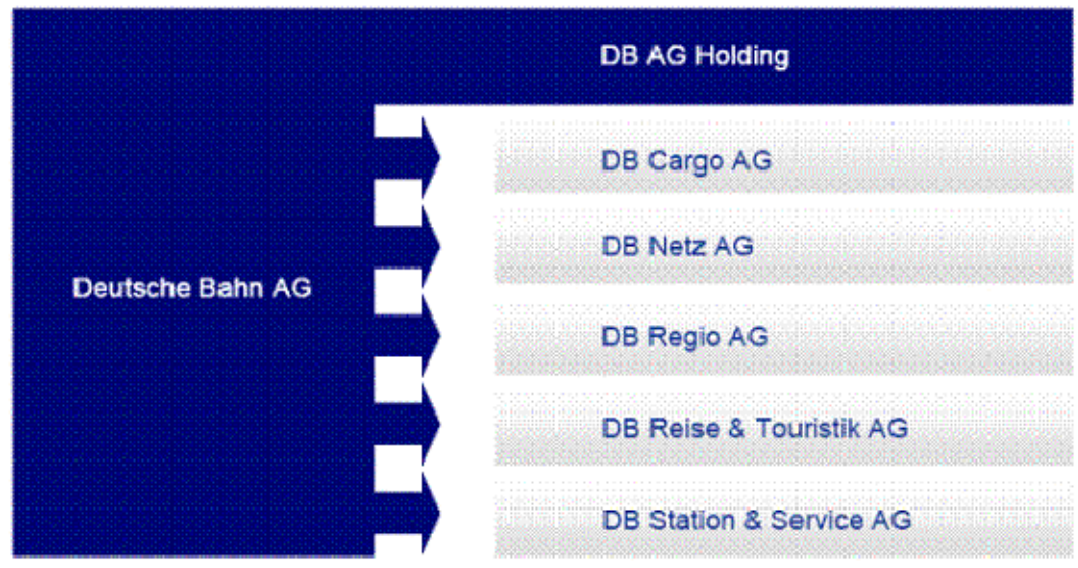 DB AG Holding
DB Cargo AG
DB Netz AG
Deutsche Bahn AG
DB Regio AG
DB Reise & Touristik AG
DB Station & Service AG